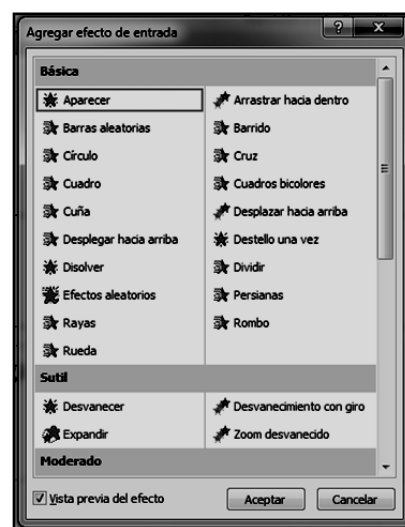 Agregar efecto de entrada
Básica
Aparecer Arrastrar hacia dentro
Barras aleatorias Barrido
Círculo Cruz
Cuadro Cuadros bicolores
Cuña Desplazar hacia arriba
Desplegar hacia arriba Destello una vez
Disolver Dividir
Efectos aleatorios Persianas
Rayas Rombo
Rueda
Sutil
Desvanecer Desvanecimiento con giro
Expandir Zoom desvanecido
Moderado
Vista previa del efecto Aceptar Cancelar